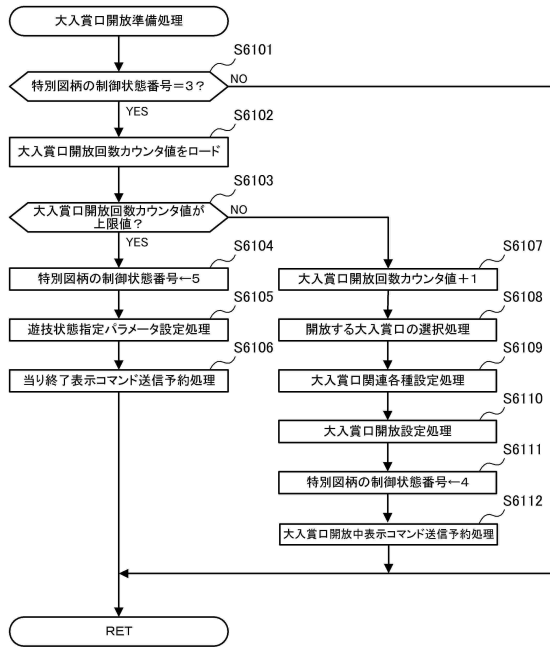 大入賞口開放準備処理
S6101
特別図柄の制御状態番号＝3？
NO
YES
S6102
大入賞口開放回数カウンタ値をロード
S6103
大入賞口開放回数カウンタ値が
上限値？
NO
YES
S6104
特別図柄の制御状態番号←5
S6105
遊技状態指定パラメータ設定処理
S6106
当り終了表示コマンド送信予約処理
S6107
大入賞口開放回数カウンタ値＋1
S6108
開放する大入賞口の選択処理
S6109
大入賞口関連各種設定処理
S6110
大入賞口開放設定処理
S6111
特別図柄の制御状態番号←4
S6112
大入賞口開放中表示コマンド送信予約処理
RET